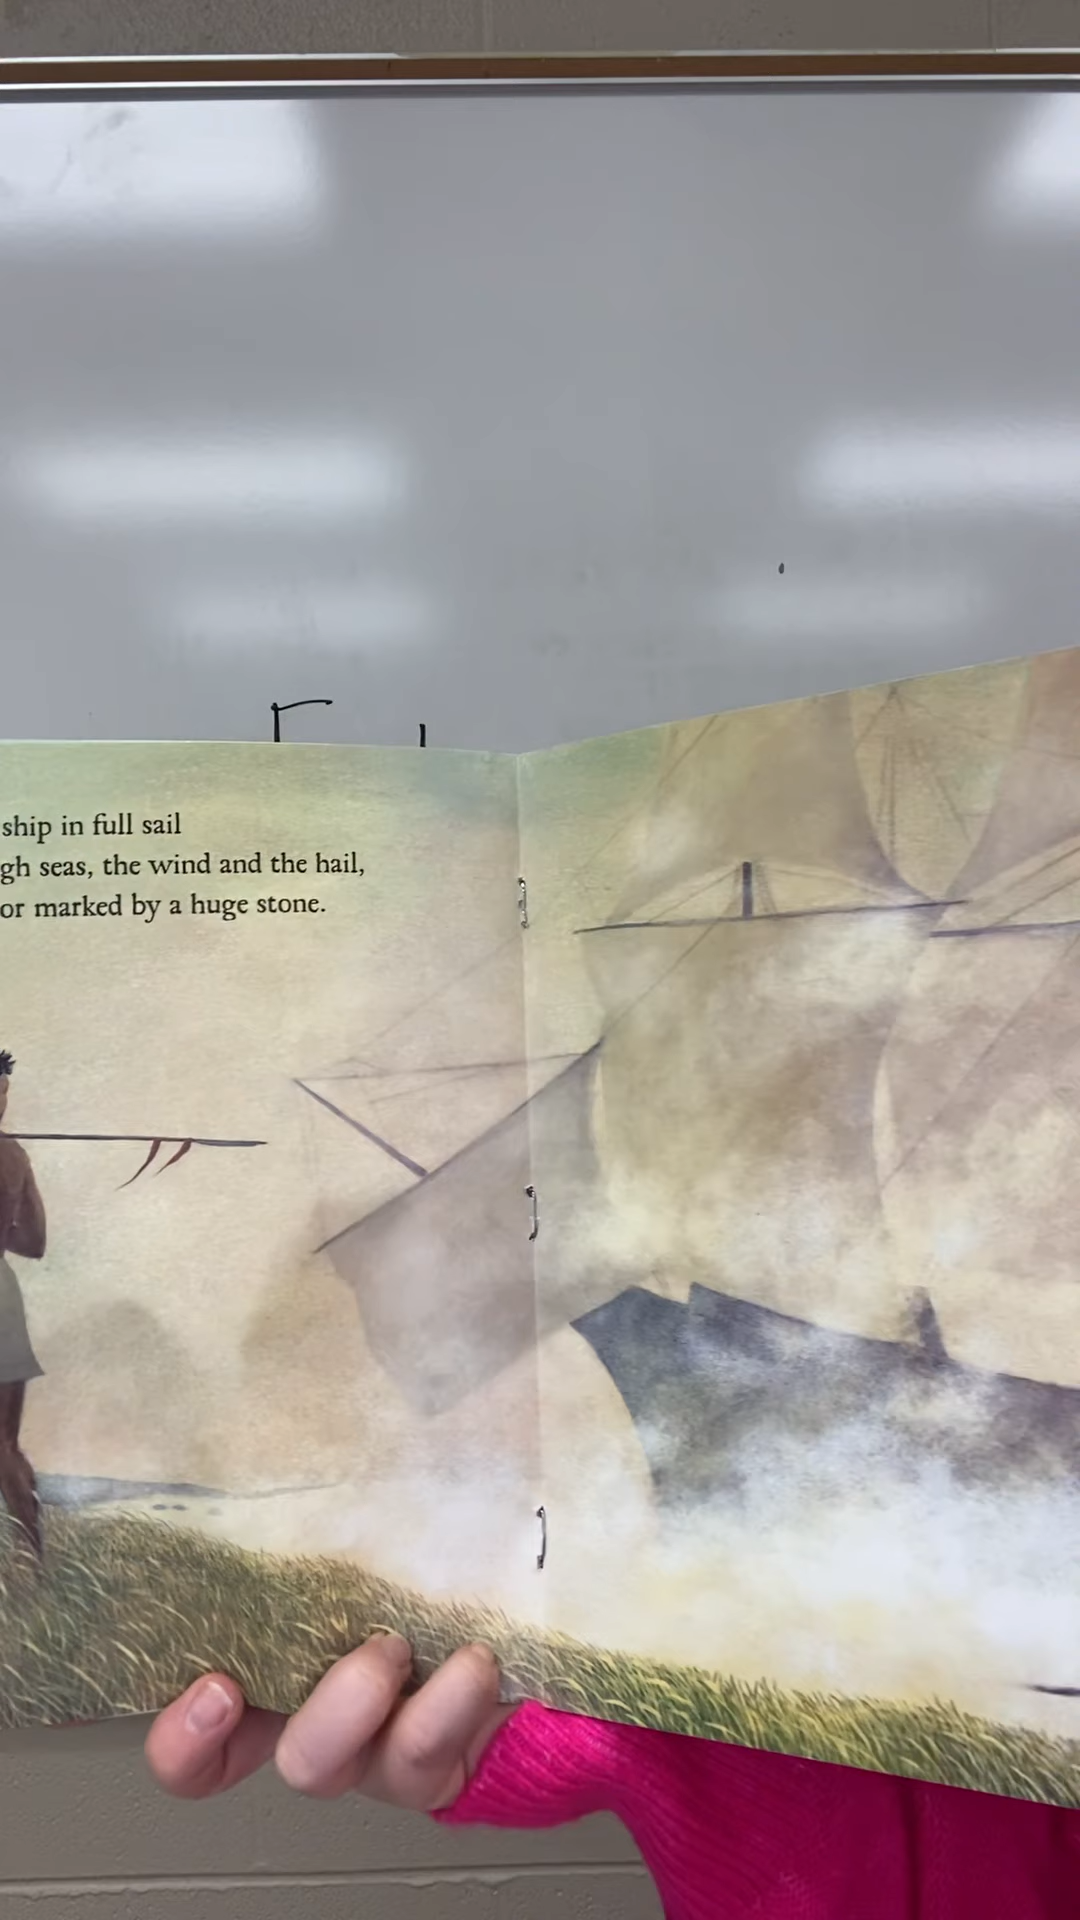 ship in full sail
gh seas, the wind and the hail,
or marked by a huge stone.